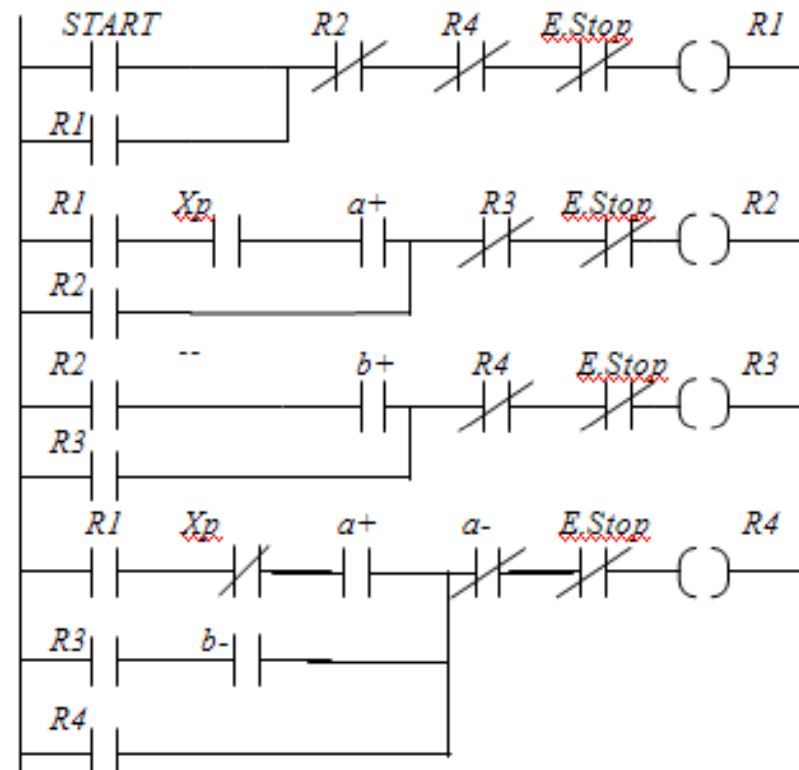 START R2 R4 E.Stop R1
R1
R1 Xp a+ R3 E.Stop R2
R2
--
R2 b+ R4 E.Stop R3
R3
R1 Xp a+ a- E.Stop R4
R3 b-
R4